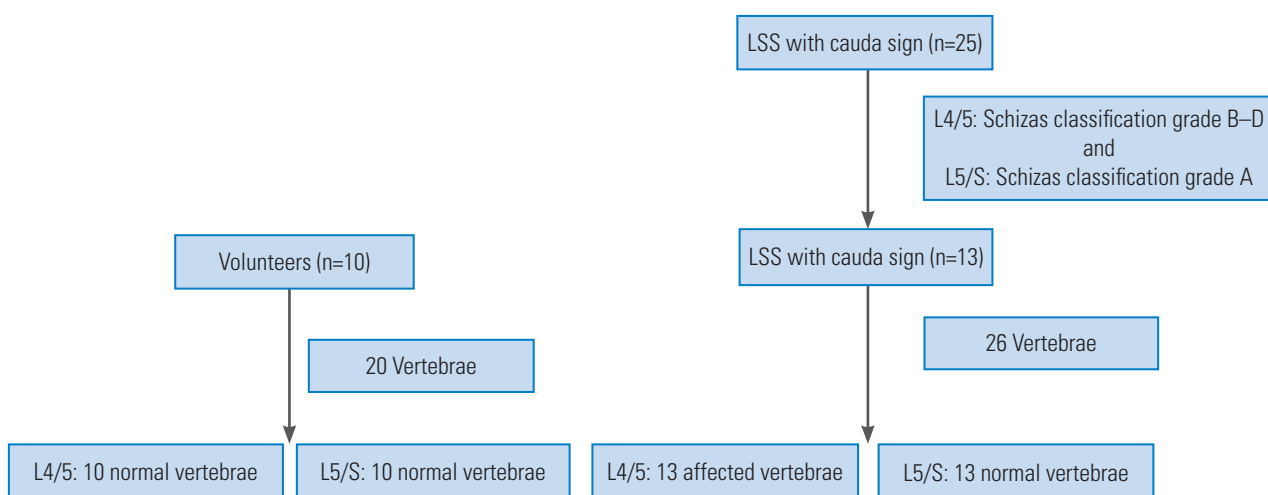 LSS with cauda sign (n=25)
L4/5: Schizas classification grade B–D
and
L5/S: Schizas classification grade A
Volunteers (n=10)
LSS with cauda sign (n=13)
20 Vertebrae
26 Vertebrae
L4/5: 10 normal vertebrae
L5/S: 10 normal vertebrae
L4/5: 13 affected vertebrae
L5/S: 13 normal vertebrae